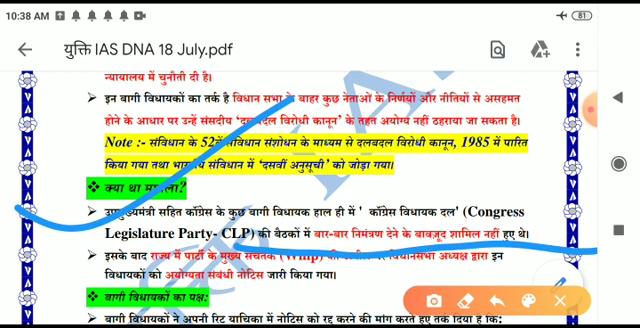 10:38 AM
81
युक्ति IAS DNA 18 July.pdf
न्यायालय में चुनौती दी है।
➤ इन बागी विधायकों का तर्क है विधान सभा के बाहर कुछ नेताओं के निर्णयों और नीतियों से असहमत
होने के आधार पर उन्हें संसदीय 'दलबदल विरोधी कानून' के तहत अयोग्य नहीं ठहराया जा सकता है।
Note :- संविधान के 52वें संविधान संशोधन के माध्यम से दलबदल विरोधी कानून, 1985 में पारित
किया गया तथा भारतीय संविधान में 'दसवीं अनुसूची' को जोड़ा गया।
❖ क्या था मामला?
➤ उपमुख्यमंत्री सहित कॉंग्रेस के कुछ बागी विधायक हाल ही में ' कॉंग्रेस विधायक दल' (Congress
Legislature Party- CLP) की बैठकों में बार-बार निमंत्रण देने के बावजूद शामिल नहीं हुए थे।
➤ इसके बाद राज्य में पार्टी के मुख्य सचेतक (Whip) विधानसभा अध्यक्ष द्वारा इन
विधायकों को अयोग्यता संबंधी नोटिस जारी किया गया।
❖ बागी विधायकों का पक्ष:
➤ बागी विधायकों ने अपनी रिट याचिका में नोटिस को रद्द करने की मांग करते हुए तर्क दिया है कि: